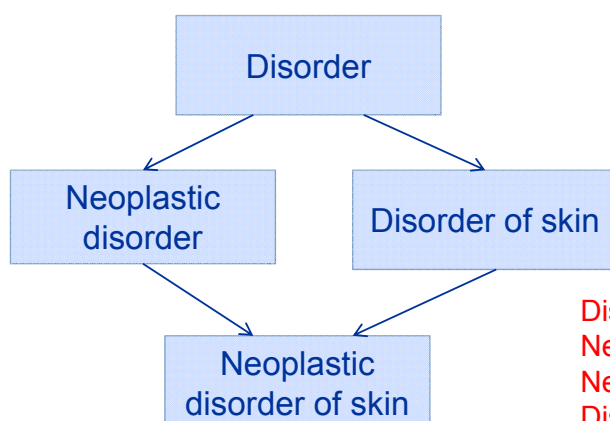 Disorder
Neoplastic
disorder
Disorder of skin
Neoplastic
disorder of skin